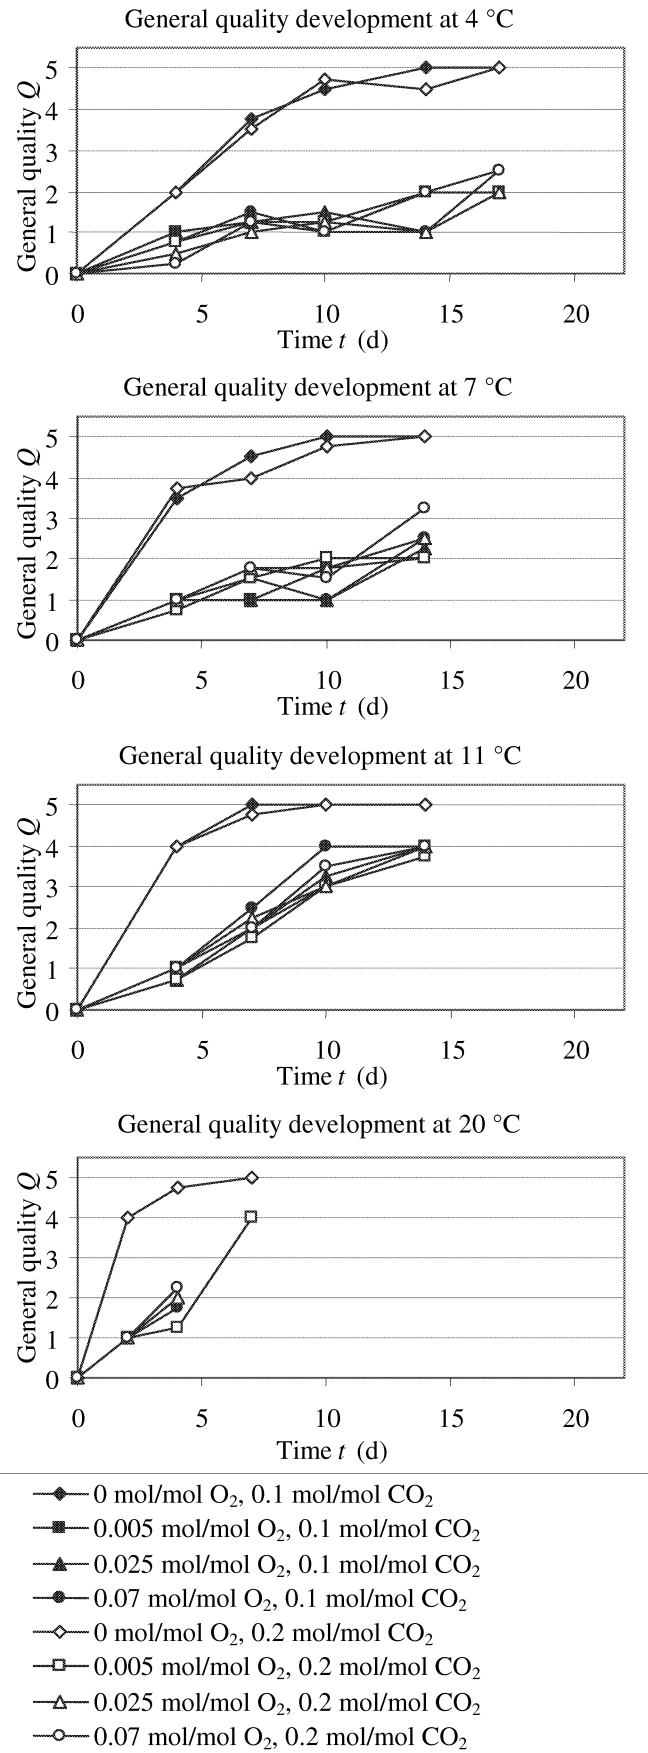 General quality development at 4 °C
General quality Q
5
4
3
2
1
0
0 5 10 15 20
Time t (d)
General quality development at 7 °C
General quality Q
5
4
3
2
1
0
0 5 10 15 20
Time t (d)
General quality development at 11 °C
General quality Q
5
4
3
2
1
0
0 5 10 15 20
Time t (d)
General quality development at 20 °C
General quality Q
5
4
3
2
1
0
0 5 10 15 20
Time t (d)
0 mol/mol O₂, 0.1 mol/mol CO₂
0.005 mol/mol O₂, 0.1 mol/mol CO₂
0.025 mol/mol O₂, 0.1 mol/mol CO₂
0.07 mol/mol O₂, 0.1 mol/mol CO₂
0 mol/mol O₂, 0.2 mol/mol CO₂
0.005 mol/mol O₂, 0.2 mol/mol CO₂
0.025 mol/mol O₂, 0.2 mol/mol CO₂
0.07 mol/mol O₂, 0.2 mol/mol CO₂